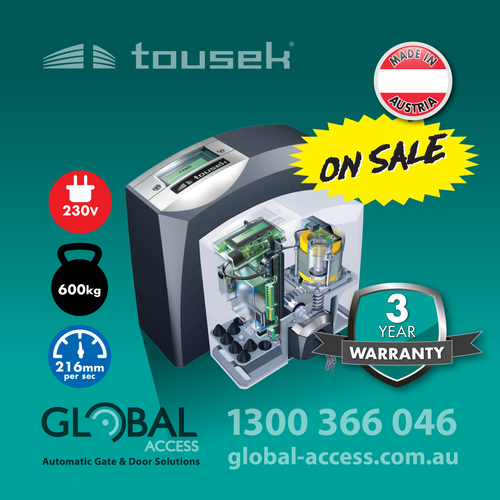 tousek®
MADE IN
AUSTRIA
ON SALE
tousek
230v
600kg
216mm
per sec
3
YEAR
WARRANTY
GLOBAL
ACCESS
Automatic Gate & Door Solutions
1300 366 046
global-access.com.au